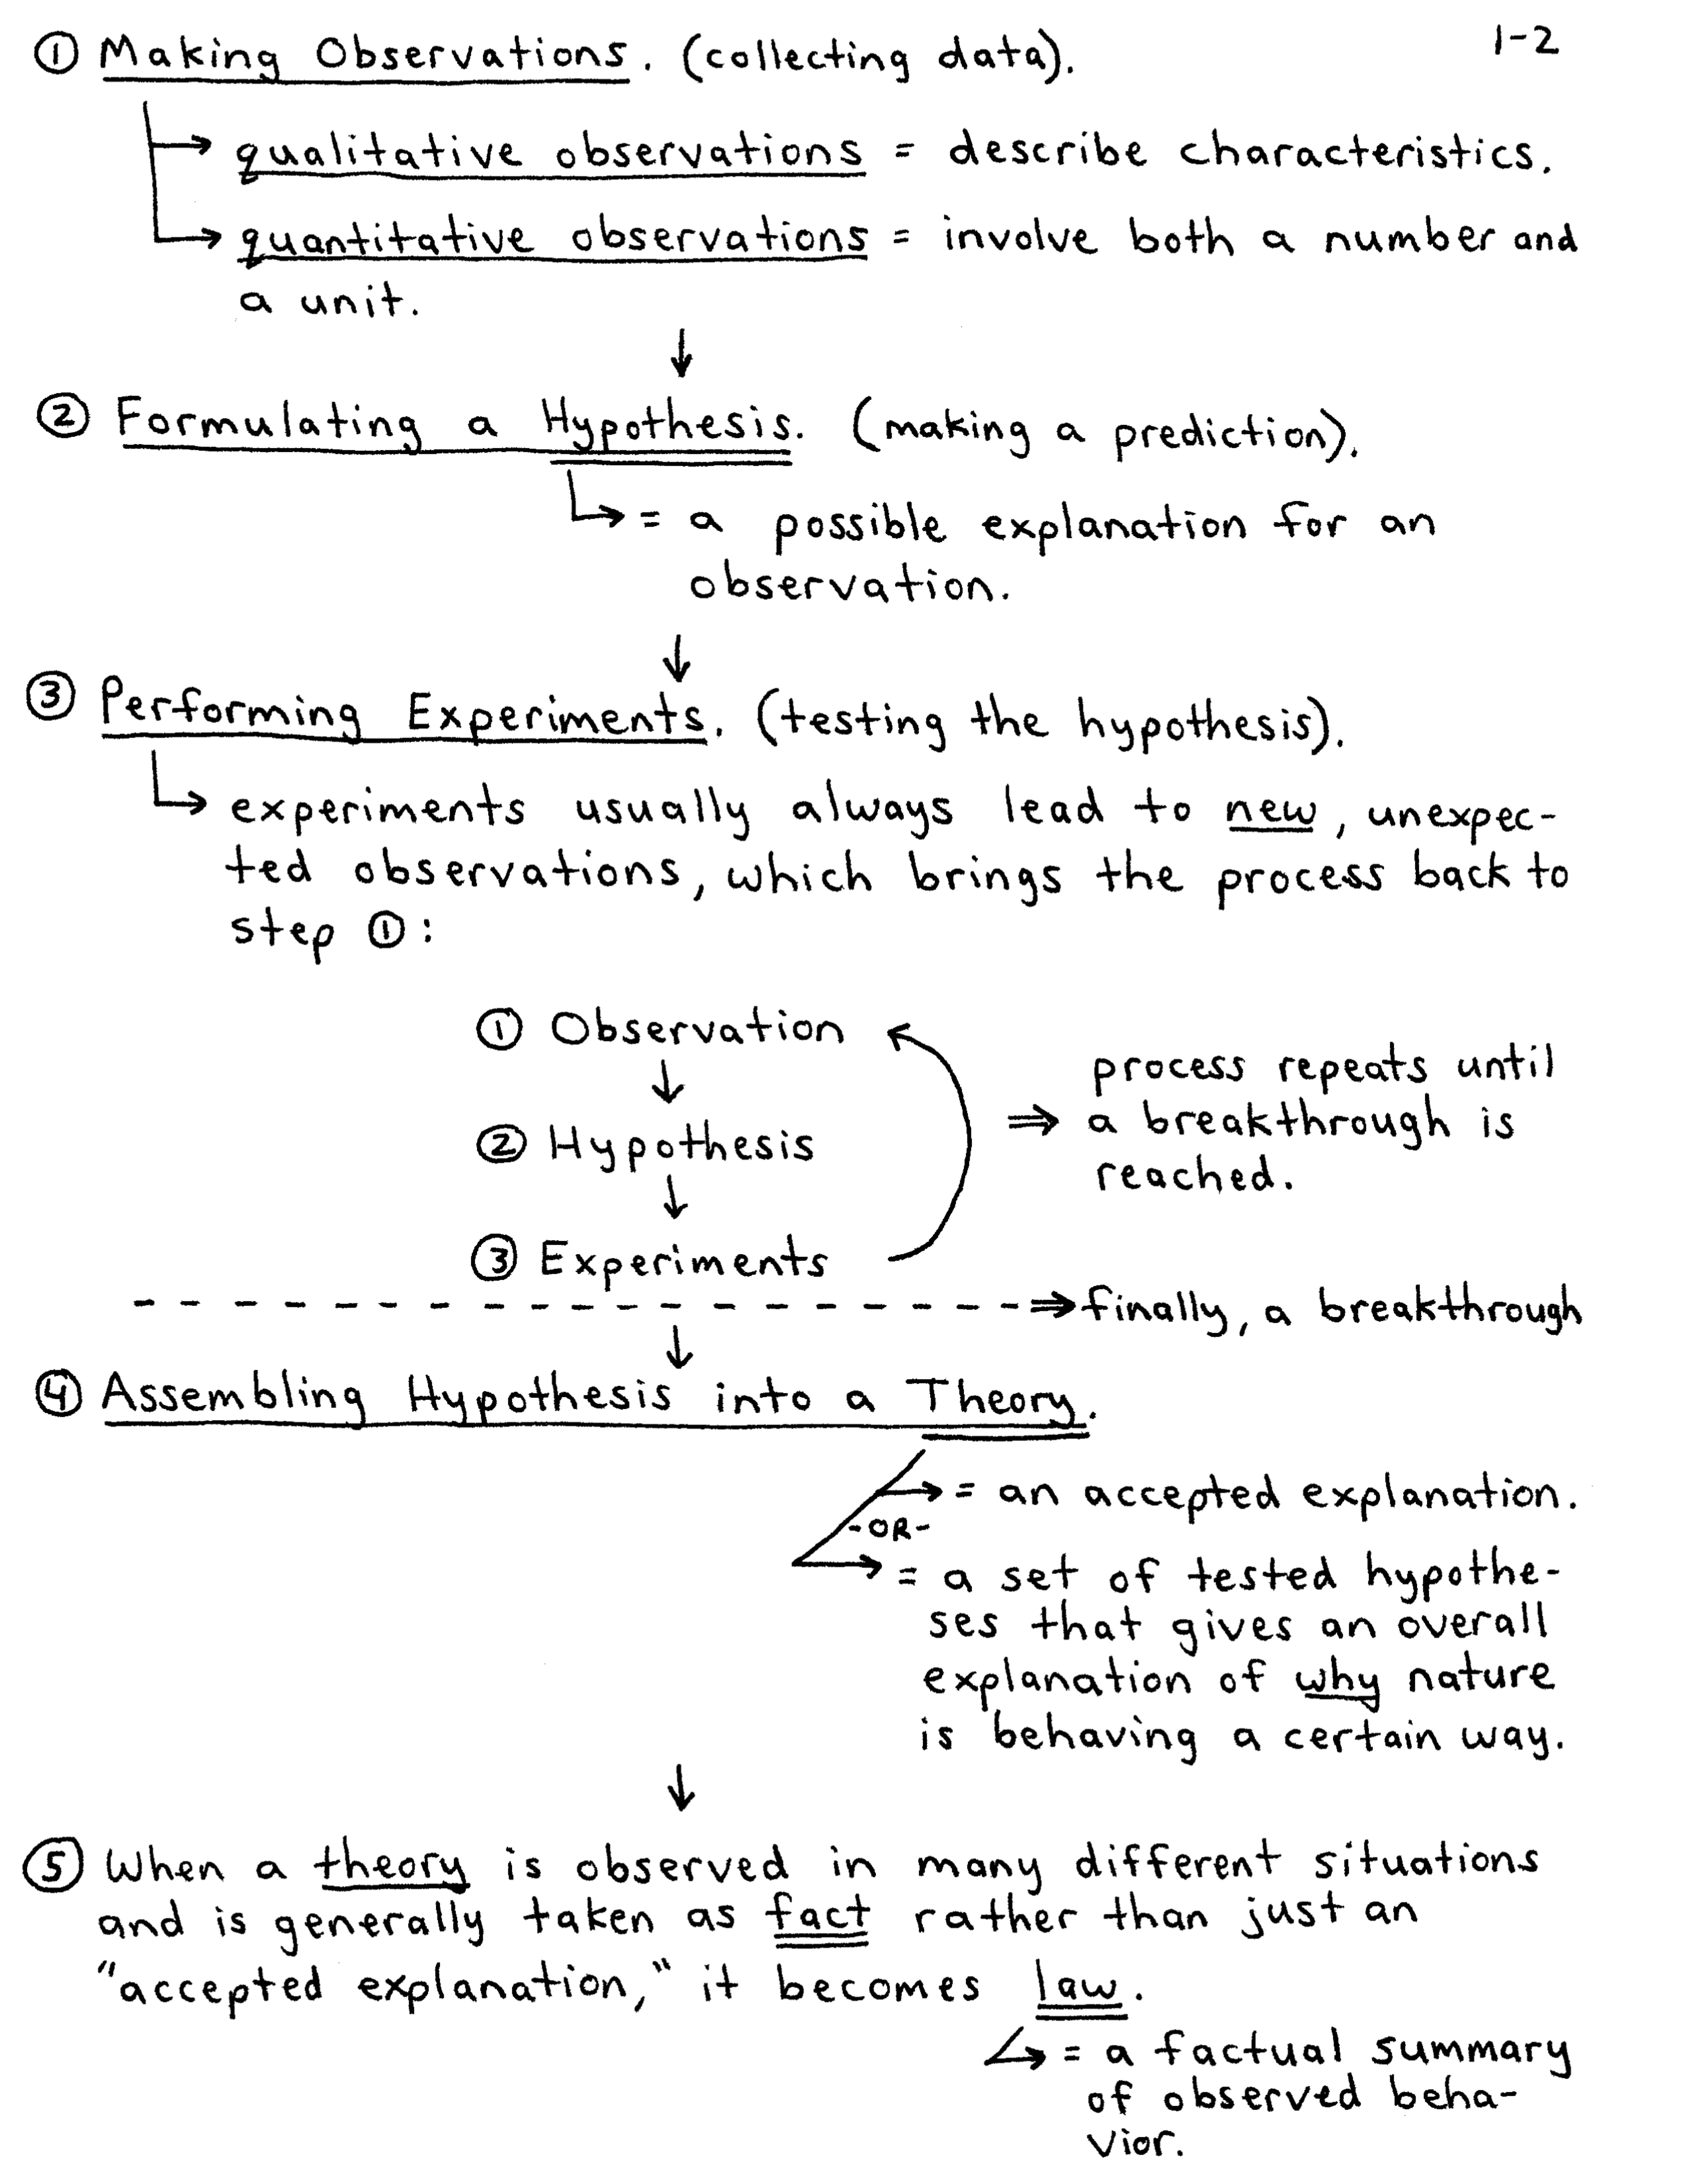 1-2
① Making Observations. (collecting data).
→ qualitative observations = describe characteristics.
→ quantitative observations = involve both a number and
a unit.
↓
② Formulating a Hypothesis. (making a prediction).
↳ = a possible explanation for an
observation.
↓
③ Performing Experiments. (testing the hypothesis).
↳ experiments usually always lead to new, unexpec-
ted observations, which brings the process back to
step ①:
① Observation
↓
② Hypothesis
↓
③ Experiments
process repeats until
⇒ a breakthrough is
reached.
- - - - - - - - - - - - - - - - - - ⇒ finally, a breakthrough
↓
④ Assembling Hypothesis into a Theory.
→ = an accepted explanation.
-OR-
→ = a set of tested hypothe-
ses that gives an overall
explanation of why nature
is behaving a certain way.
↓
⑤ When a theory is observed in many different situations
and is generally taken as fact rather than just an
"accepted explanation," it becomes law.
↳ = a factual summary
of observed beha-
vior.